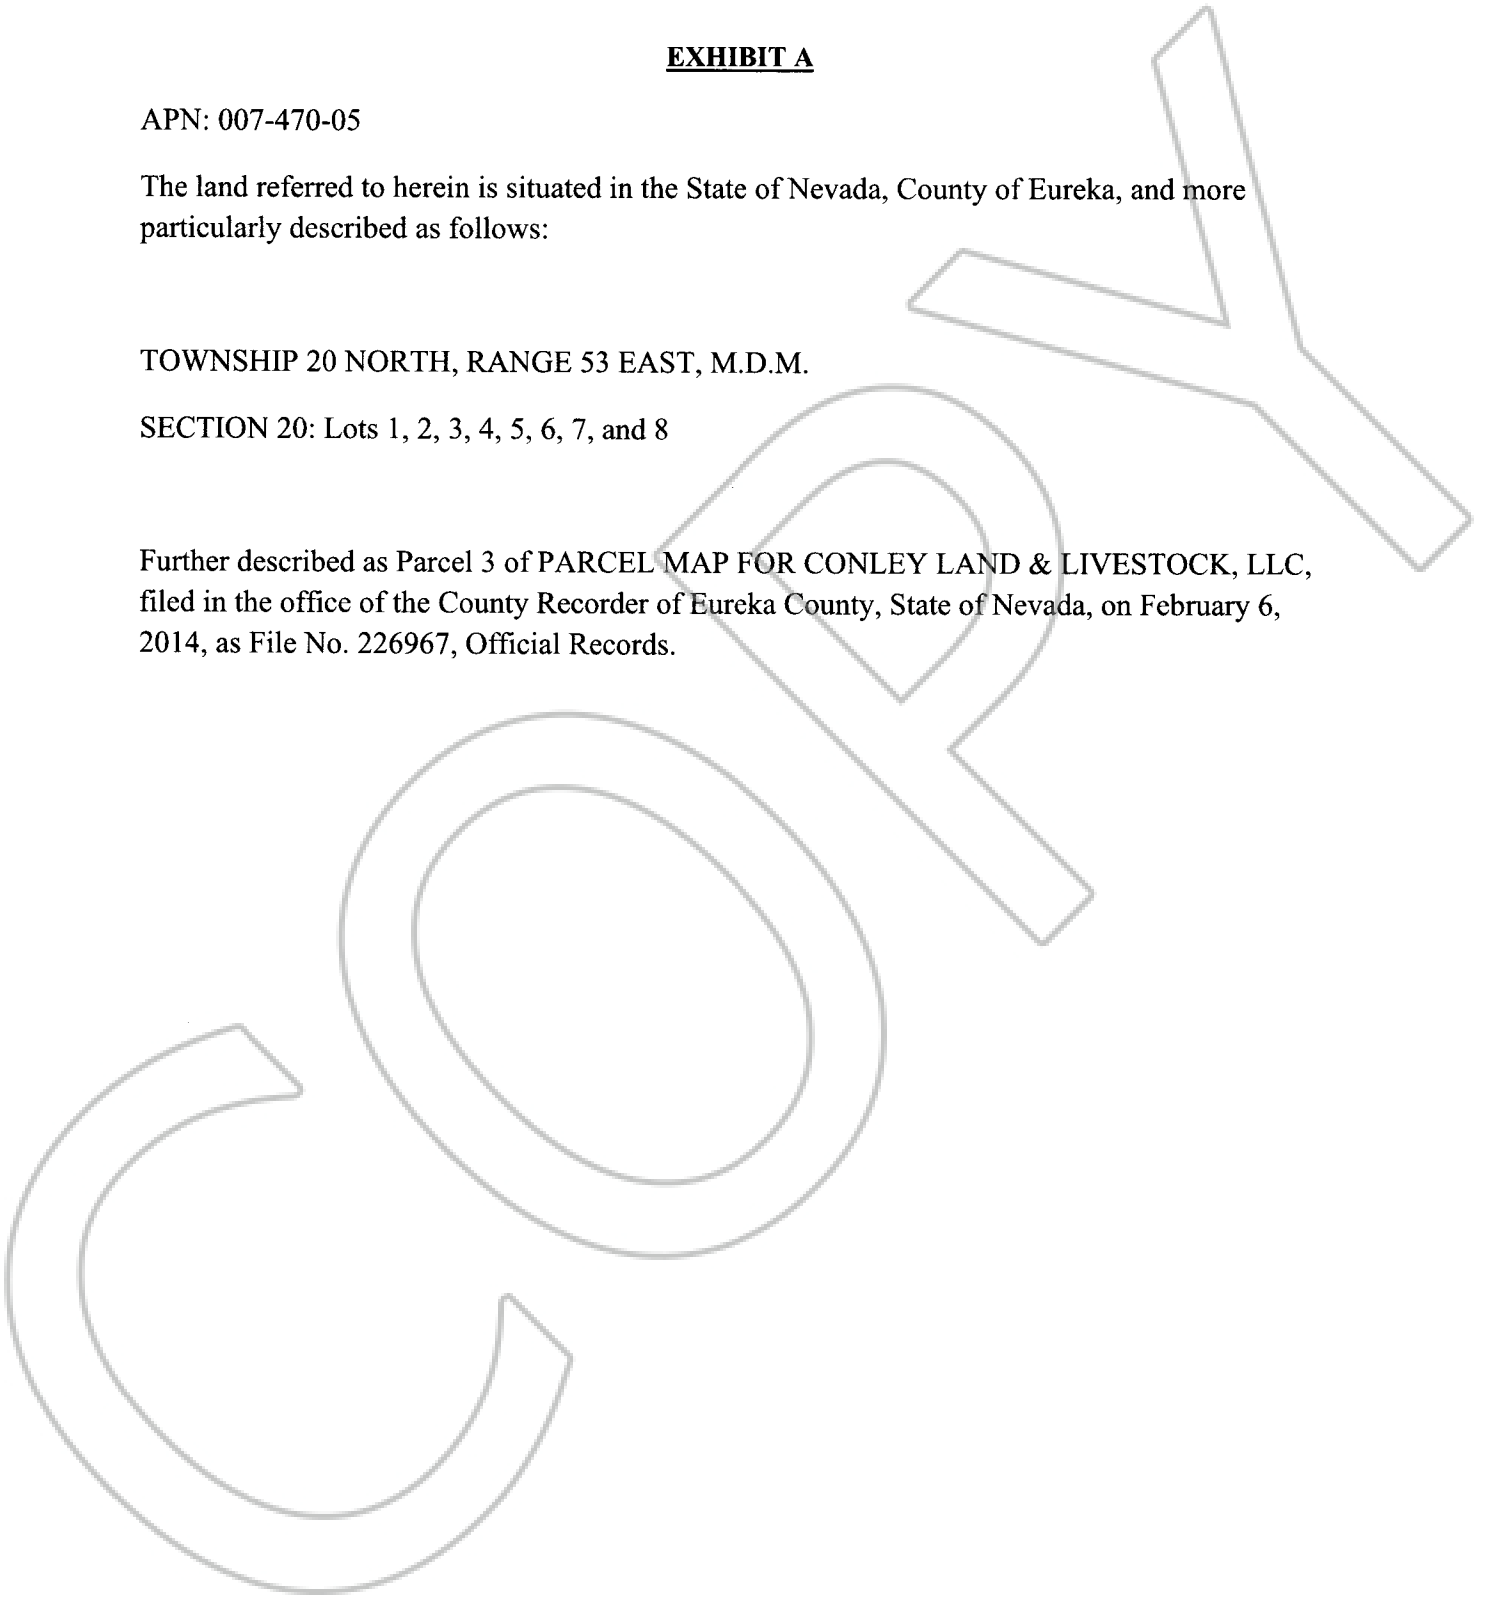 EXHIBIT A
APN: 007-470-05
The land referred to herein is situated in the State of Nevada, County of Eureka, and more
particularly described as follows:
TOWNSHIP 20 NORTH, RANGE 53 EAST, M.D.M.
SECTION 20: Lots 1, 2, 3, 4, 5, 6, 7, and 8
Further described as Parcel 3 of PARCEL MAP FOR CONLEY LAND & LIVESTOCK, LLC,
filed in the office of the County Recorder of Eureka County, State of Nevada, on February 6,
2014, as File No. 226967, Official Records.
COPY